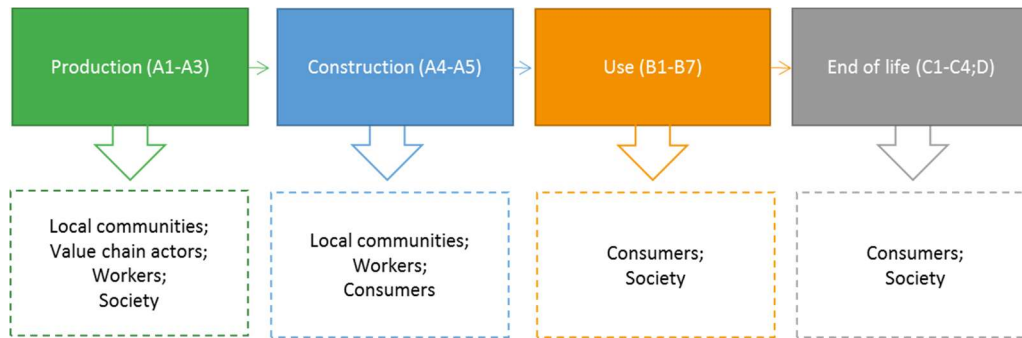 Production (A1-A3)
Construction (A4-A5)
Use (B1-B7)
End of life (C1-C4;D)
Local communities;
Value chain actors;
Workers;
Society
Local communities;
Workers;
Consumers
Consumers;
Society
Consumers;
Society